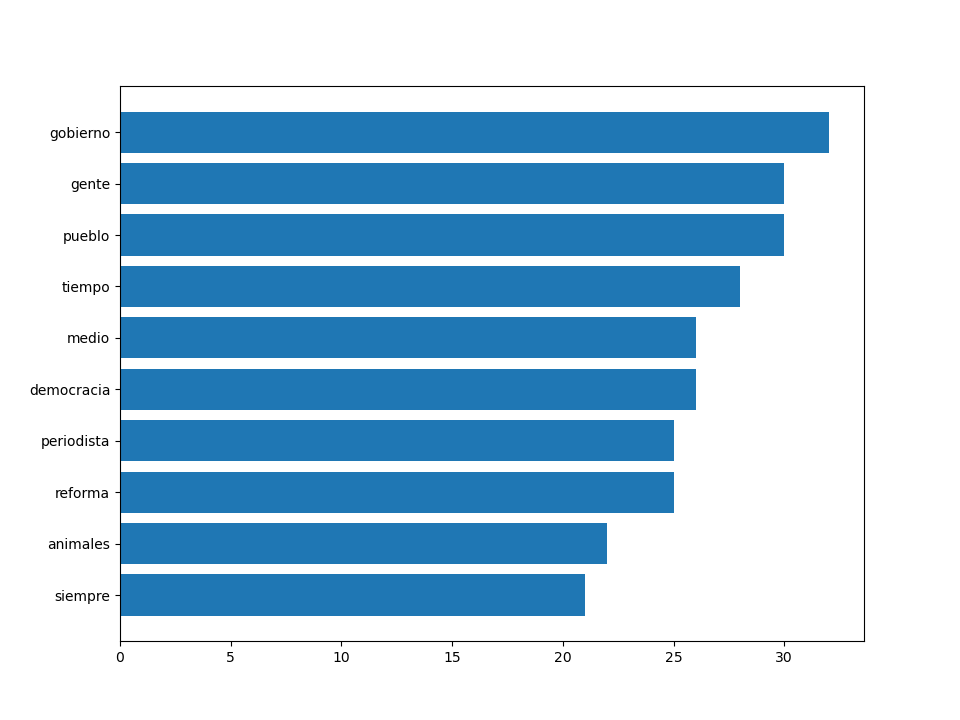 gobierno
gente
pueblo
tiempo
medio
democracia
periodista
reforma
animales
siempre
0 5 10 15 20 25 30